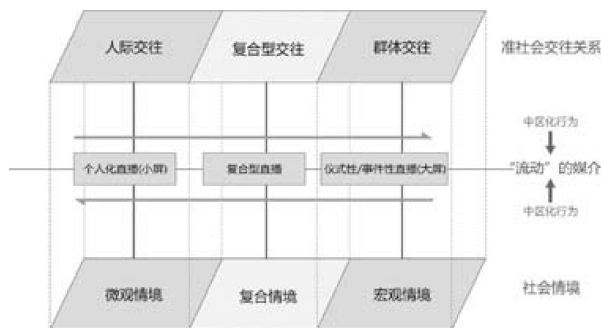 人际交往 复合型交往 群体交往 准社会交往关系
中区化行为
个人化直播(小屏) 复合型直播 仪式性/事件性直播(大屏) “流动”的媒介
中区化行为
微观情境 复合情境 宏观情境 社会情境